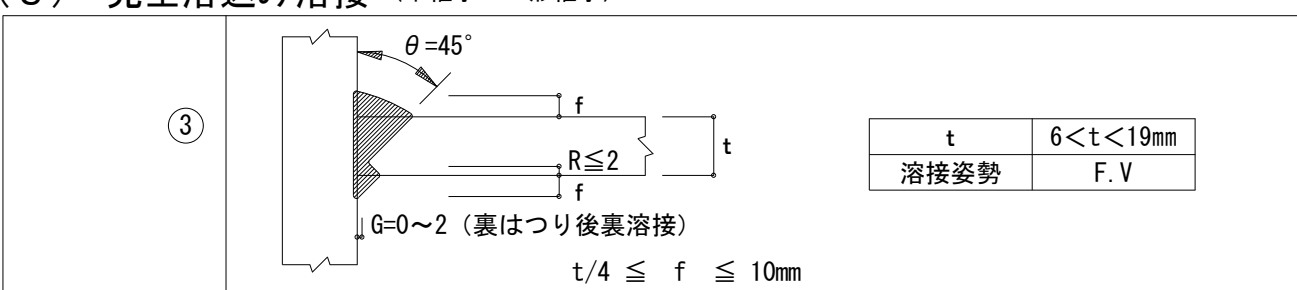 ③
θ=45°
f
t
R≦2
f
G=0～2 (裏はつり後裏溶接)
t/4 ≦ f ≦ 10mm
t 6＜t＜19mm
溶接姿勢 F.V